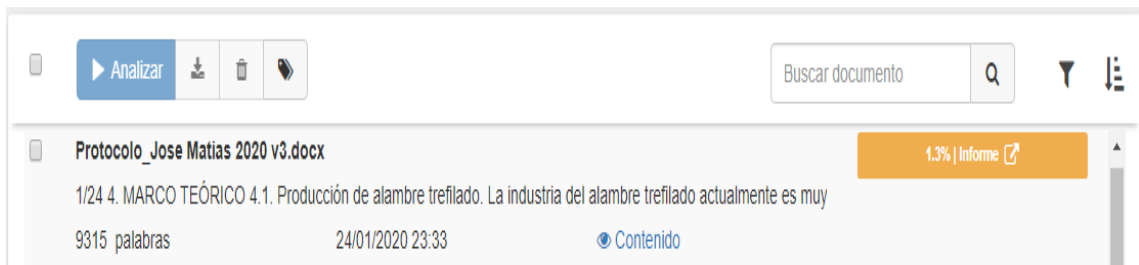 Analizar
Buscar documento
Protocolo_Jose Matias 2020 v3.docx
1.3% | Informe
1/24 4. MARCO TEÓRICO 4.1. Producción de alambre trefilado. La industria del alambre trefilado actualmente es muy
9315 palabras 24/01/2020 23:33 Contenido